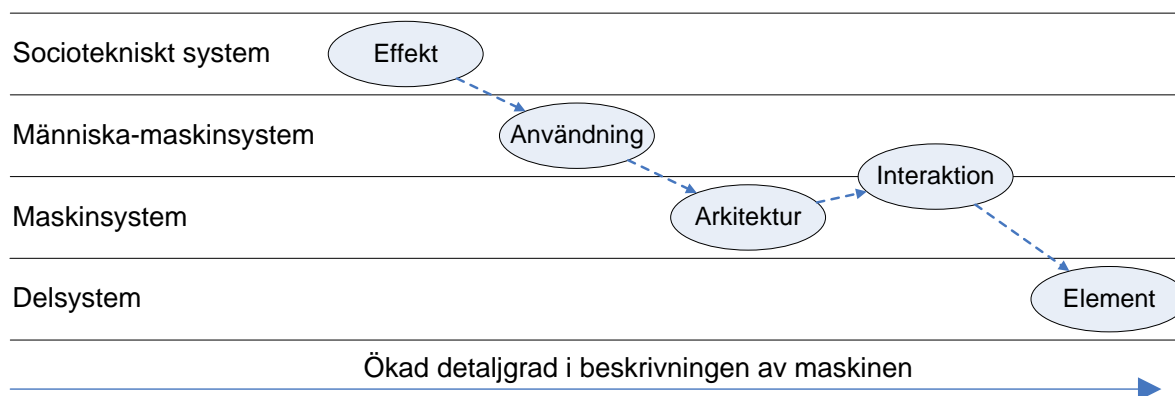 Sociotekniskt system
Effekt
Människa-maskinsystem
Användning
Interaktion
Maskinsystem
Arkitektur
Delsystem
Element
Ökad detaljgrad i beskrivningen av maskinen